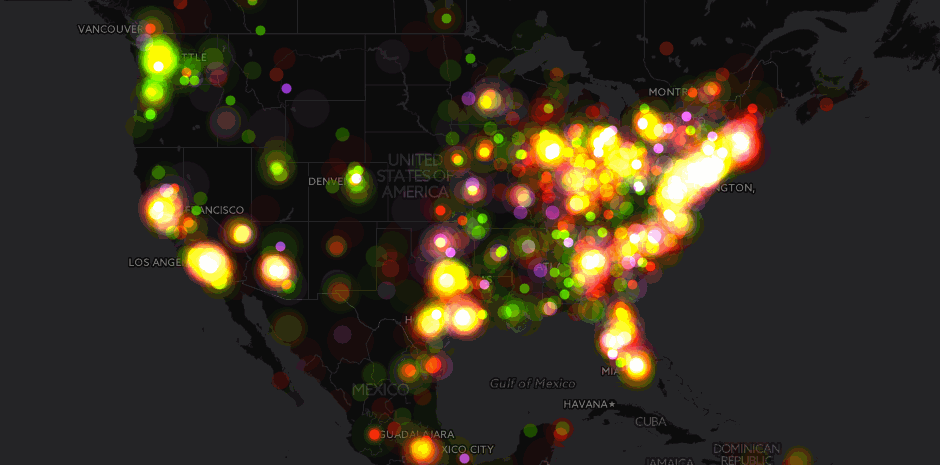 VANCOUVER
TTLE
MONTR
UNITED
STATES OF
AMERICA
DENVER
NGTON,
FRANCISCO
LOS ANGE
H
MIA
Gulf of Mexico
MEXICO
HAVANA★
CUBA
GUADALAJARA
XICO CITY
DOMINICAN
REPUBLIC
JAMAICA